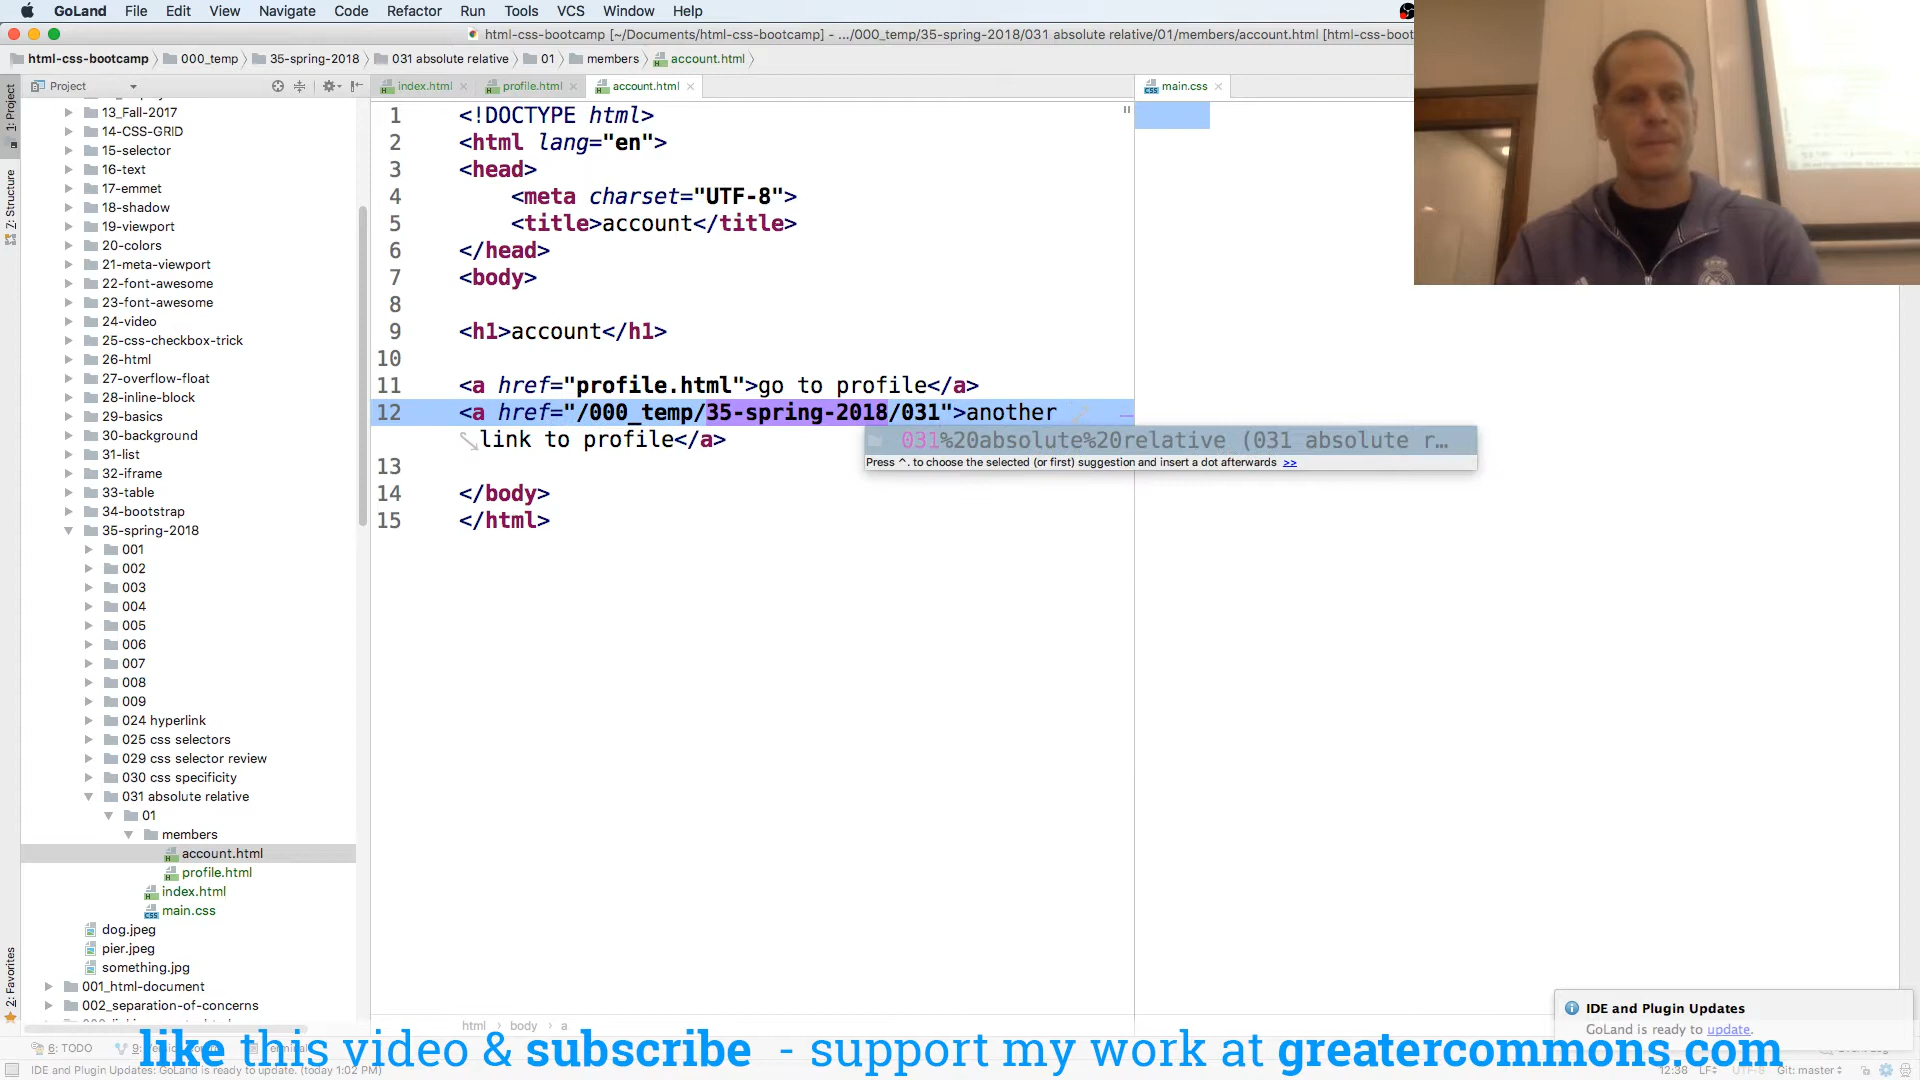 GoLand File Edit View Navigate Code Refactor Run Tools VCS Window Help
html-css-bootcamp [~/Documents/html-css-bootcamp] - .../000_temp/35-spring-2018/031 absolute relative/01/members/account.html [html-css-boot
html-css-bootcamp 000_temp 35-spring-2018 031 absolute relative 01 members account.html
Project
index.html profile.html account.html main.css
1: Project
Z: Structure
2: Favorites
13_Fall-2017
14-CSS-GRID
15-selector
16-text
17-emmet
18-shadow
19-viewport
20-colors
21-meta-viewport
22-font-awesome
23-font-awesome
24-video
25-css-checkbox-trick
26-html
27-overflow-float
28-inline-block
29-basics
30-background
31-list
32-iframe
33-table
34-bootstrap
35-spring-2018
001
002
003
004
005
006
007
008
009
024 hyperlink
025 css selectors
029 css selector review
030 css specificity
031 absolute relative
01
members
account.html
profile.html
index.html
main.css
dog.jpeg
pier.jpeg
something.jpg
001_html-document
002_separation-of-concerns
1 <!DOCTYPE html>
2 <html lang="en">
3 <head>
4 <meta charset="UTF-8">
5 <title>account</title>
6 </head>
7 <body>
8
9 <h1>account</h1>
10
11 <a href="profile.html">go to profile</a>
12 <a href="/000_temp/35-spring-2018/031">another
link to profile</a>
13
14 </body>
15 </html>
031%20absolute%20relative (031 absolute r...
Press ^. to choose the selected (or first) suggestion and insert a dot afterwards >>
html body a
IDE and Plugin Updates
GoLand is ready to update.
6: TODO
like this video & subscribe - support my work at greatercommons.com
IDE and Plugin Updates: GoLand is ready to update. (today 1:02 PM)
12:38 LF UTF-8 Git: master